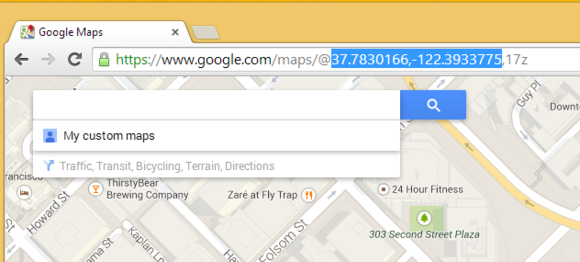 Google Maps
https://www.google.com/maps/@37.7830166,-122.3933775,17z
My custom maps
Traffic, Transit, Bicycling, Terrain, Directions
Guy Pl
Downto
Francisco
ThirstyBear
Brewing Company
Zaré at Fly Trap
24 Hour Fitness
Howard St
Folsom St
Kaplan Ln
303 Second Street Plaza
ma St